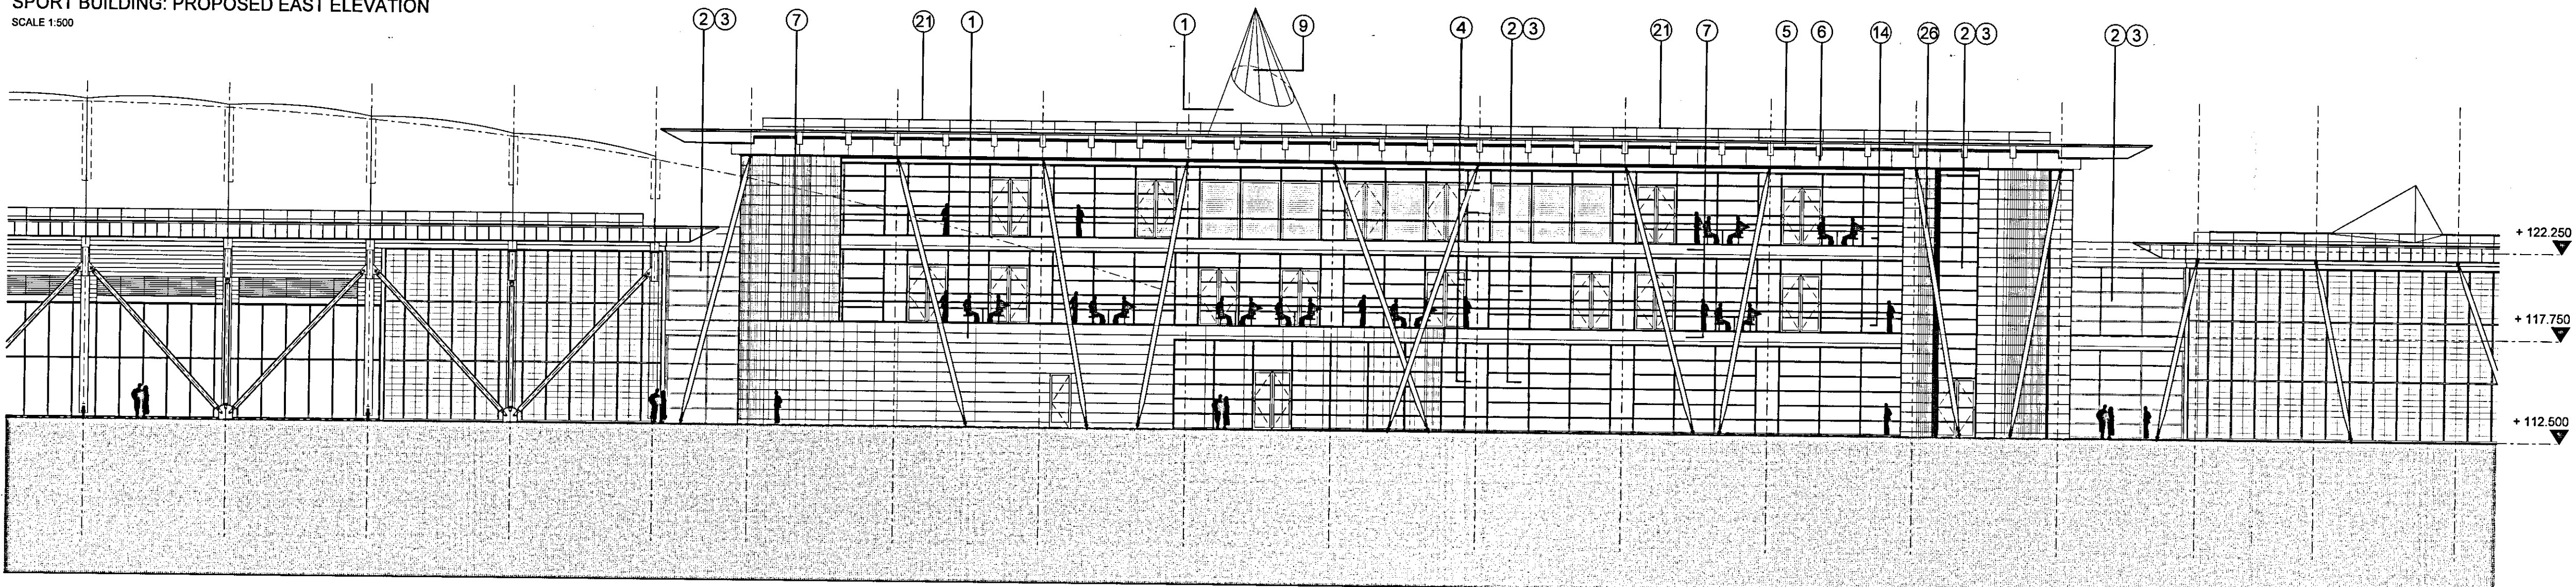 SPORT BUILDING: PROPOSED EAST ELEVATION
SCALE 1:500
2 3 7 21 1 1 9 4 2 3 21 7 5 6 14 26 2 3 2 3
+ 122.250
+ 117.750
+ 112.500